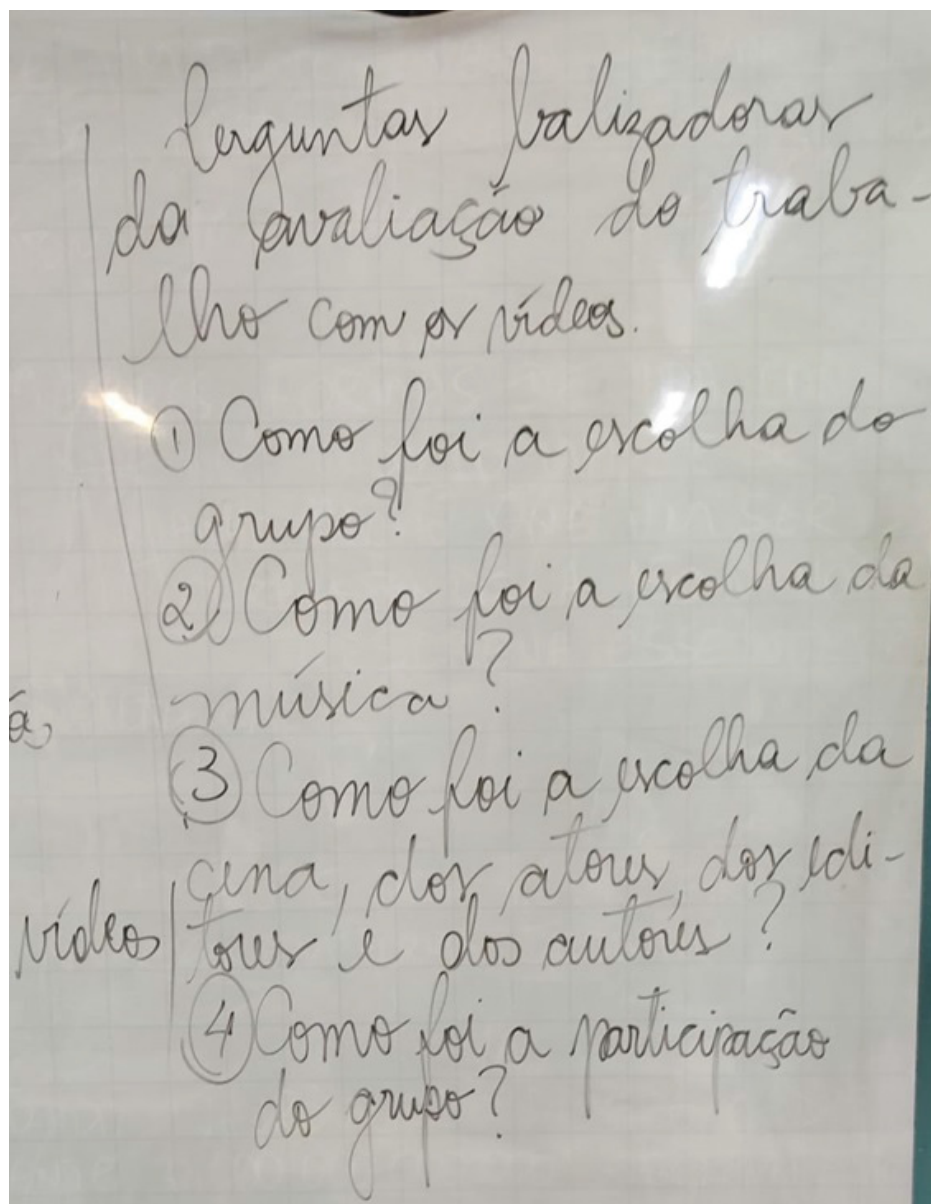 Perguntas balizadoras
da avaliação do traba-
lho com os vídeos.
① Como foi a escolha do
grupo?
② Como foi a escolha da
música?
③ Como foi a escolha da
cena, dos atores, dos edi-
tores e dos autores?
④ Como foi a participação
do grupo?
vídeos